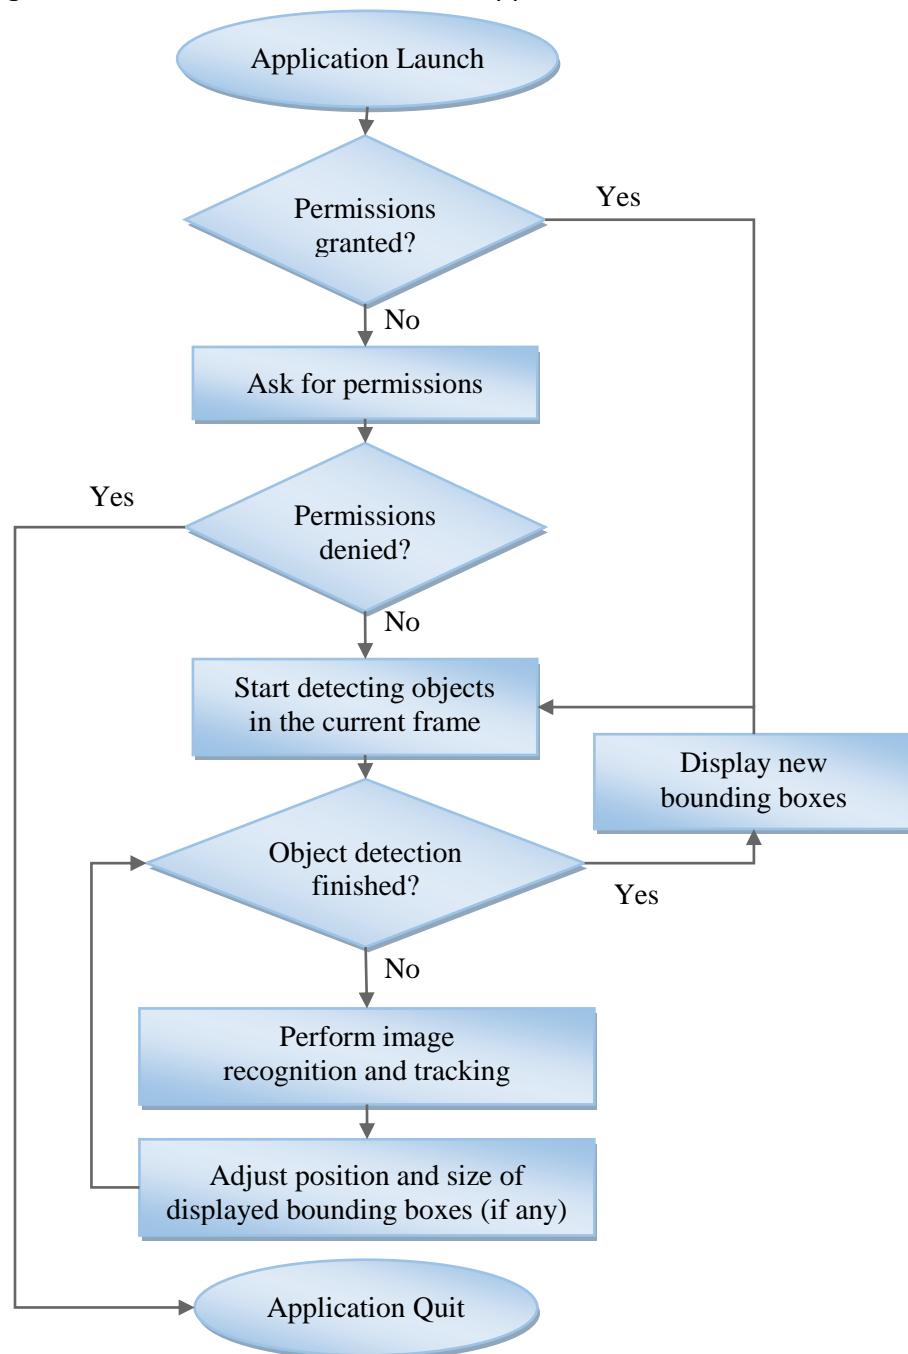 Application Launch
Permissions
granted?
Yes
No
Ask for permissions
Permissions
denied?
Yes
No
Start detecting objects
in the current frame
Display new
bounding boxes
Object detection
finished?
Yes
No
Perform image
recognition and tracking
Adjust position and size of
displayed bounding boxes (if any)
Application Quit